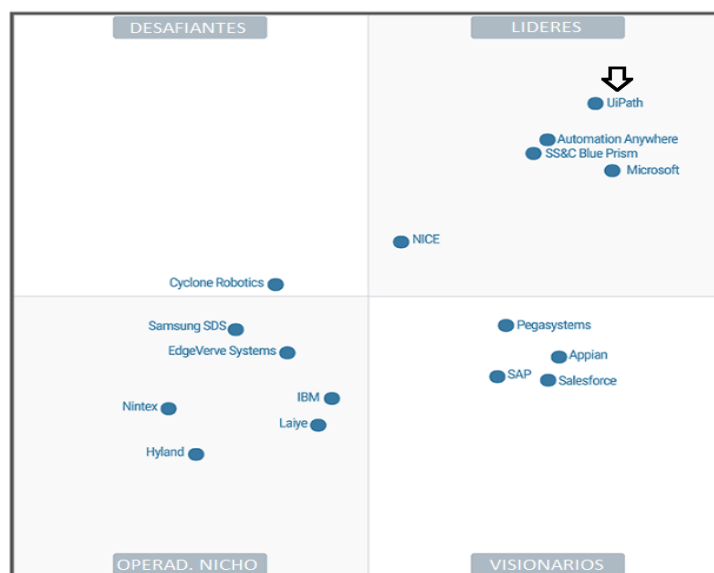 DESAFIANTES
LIDERES
UiPath
Automation Anywhere
SS&C Blue Prism
Microsoft
NICE
Cyclone Robotics
Samsung SDS
EdgeVerve Systems
IBM
Nintex
Laiye
Hyland
Pegasystems
Appian
SAP
Salesforce
OPERAD. NICHO
VISIONARIOS